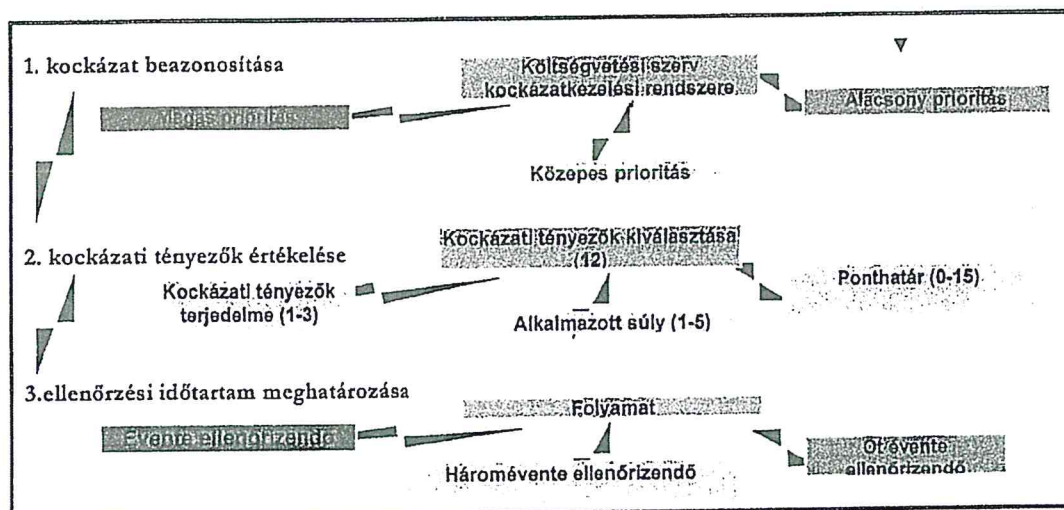 1. kockázat beazonosítása
Költségvetési szerv
kockázatkezelési rendszere
Magas prioritás
Alacsony prioritás
Közepes prioritás
2. kockázati tényezők értékelése
Kockázati tényezők kiválasztása
(12)
Kockázati tényezők
terjedelme (1-3)
Alkalmazott súly (1-5)
Ponthatár (0-15)
3.ellenőrzési időtartam meghatározása
Folyamat
Évente ellenőrizendő
Háromévente ellenőrizendő
Öt évente
ellenőrizendő